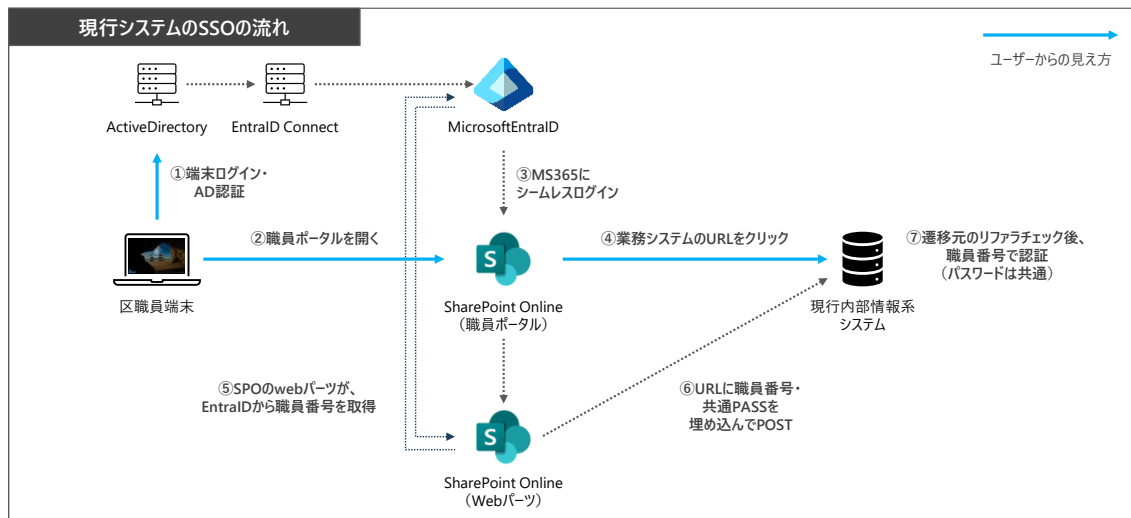 現行システムのSSOの流れ
ユーザーからの見え方
ActiveDirectory
EntraID Connect
MicrosoftEntraID
①端末ログイン・
AD認証
③MS365に
シームレスログイン
②職員ポータルを開く
④業務システムのURLをクリック
⑦遷移元のリファラチェック後、
職員番号で認証
（パスワードは共通）
S
区職員端末
SharePoint Online
（職員ポータル）
現行内部情報系
システム
⑤SPOのwebパーツが、
EntraIDから職員番号を取得
⑥URLに職員番号・
共通PASSを
埋め込んでPOST
S
SharePoint Online
（Webパーツ）